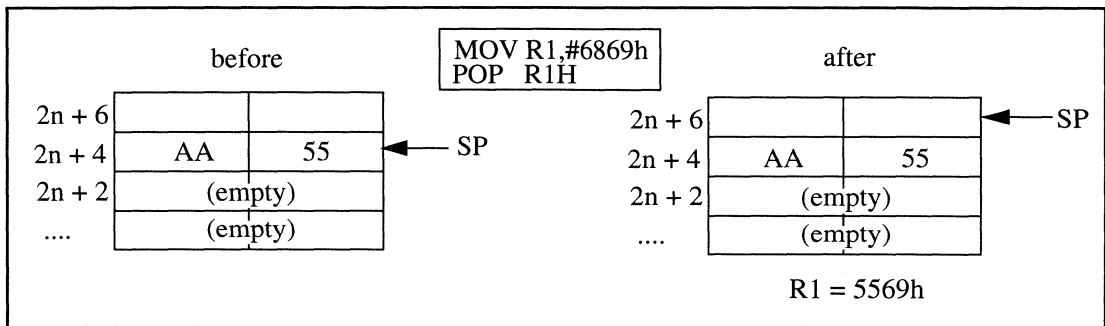 MOV R1,#6869h
POP R1H
before
after
2n + 6
2n + 4 AA 55 SP
2n + 2 (empty)
.... (empty)
2n + 6 SP
2n + 4 AA 55
2n + 2 (empty)
.... (empty)
R1 = 5569h